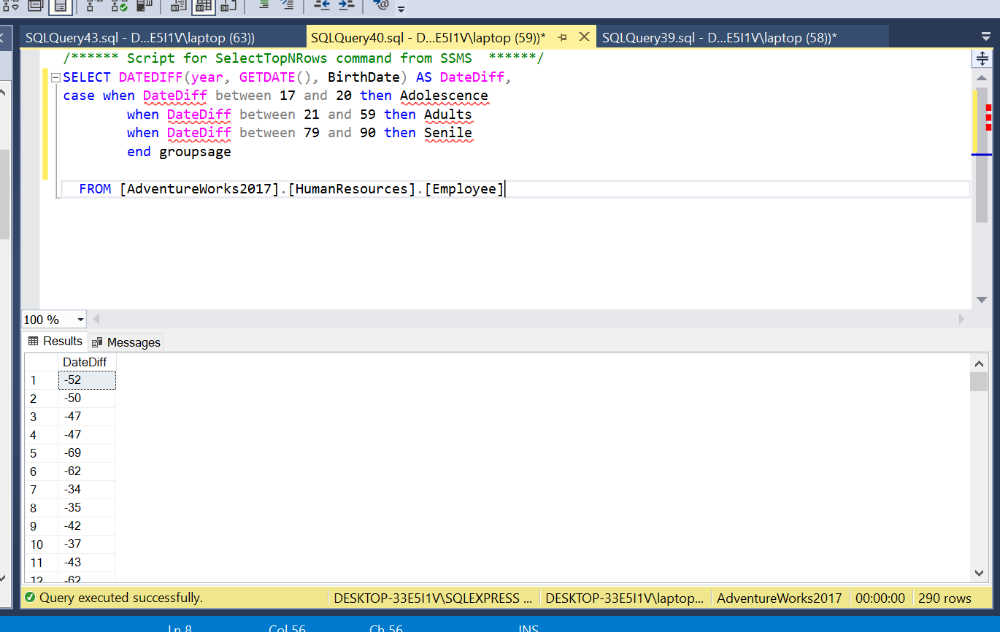 SQLQuery43.sql - D...E5I1V\laptop (63))
SQLQuery40.sql - D...E5I1V\laptop (59))*
SQLQuery39.sql - D...E5I1V\laptop (58))*
/****** Script for SelectTopNRows command from SSMS  ******/
SELECT DATEDIFF(year, GETDATE(), BirthDate) AS DateDiff,
case when DateDiff between 17 and 20 then Adolescence
when DateDiff between 21 and 59 then Adults
when DateDiff between 79 and 90 then Senile
end groupsage
FROM [AdventureWorks2017].[HumanResources].[Employee]
100 %
Results Messages
DateDiff
1 -52
2 -50
3 -47
4 -47
5 -69
6 -62
7 -34
8 -35
9 -42
10 -37
11 -43
12 -62
Query executed successfully. DESKTOP-33E5I1V\SQLEXPRESS ... DESKTOP-33E5I1V\laptop... AdventureWorks2017 00:00:00 290 rows
Ln 8 Col 56 Ch 56 INS